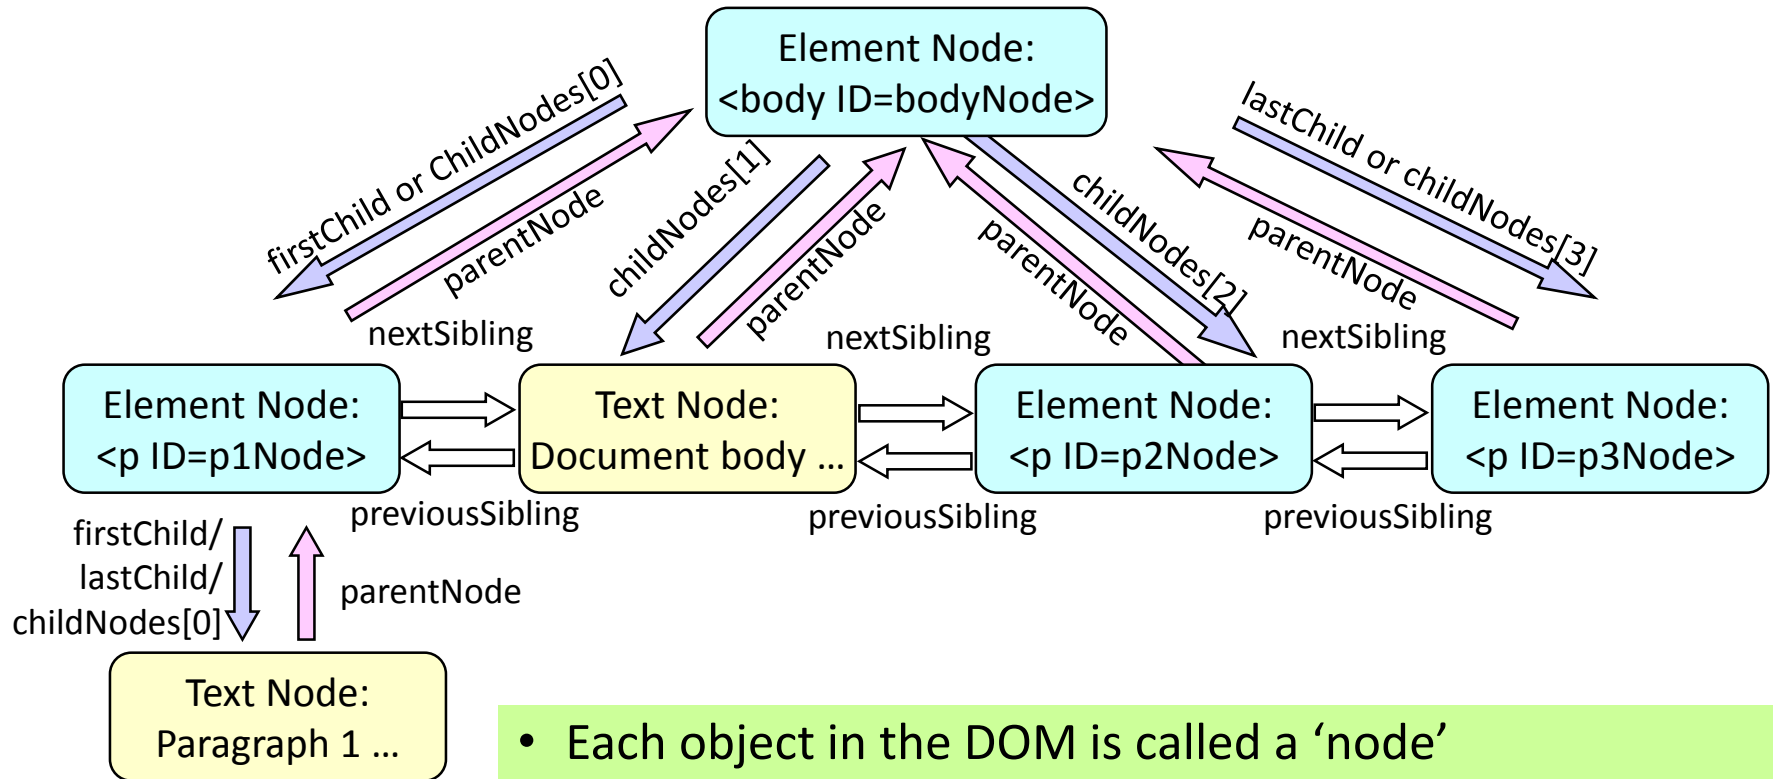 Element Node:
<body ID=bodyNode>
firstChild or ChildNodes[0]
parentNode
childNodes[1]
parentNode
childNodes[2]
parentNode
lastChild or childNodes[3]
parentNode
nextSibling
nextSibling
nextSibling
Element Node:
<p ID=p1Node>
Text Node:
Document body ...
Element Node:
<p ID=p2Node>
Element Node:
<p ID=p3Node>
previousSibling
previousSibling
previousSibling
firstChild/
lastChild/
childNodes[0]
parentNode
Text Node:
Paragraph 1 ...
• Each object in the DOM is called a ‘node’